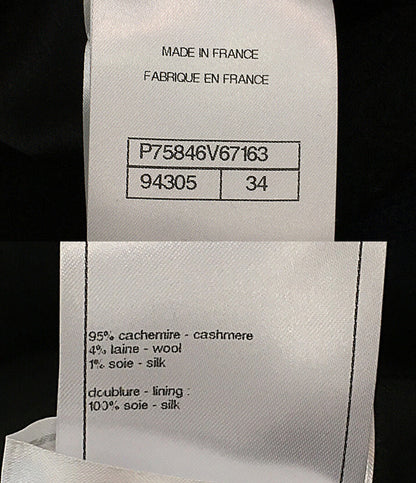 MADE IN FRANCE
FABRIQUE EN FRANCE
P75846V67163
94305 34
95% cachemire - cashmere
4% laine - wool
1% soie - silk
doublure - lining :
100% soie - silk